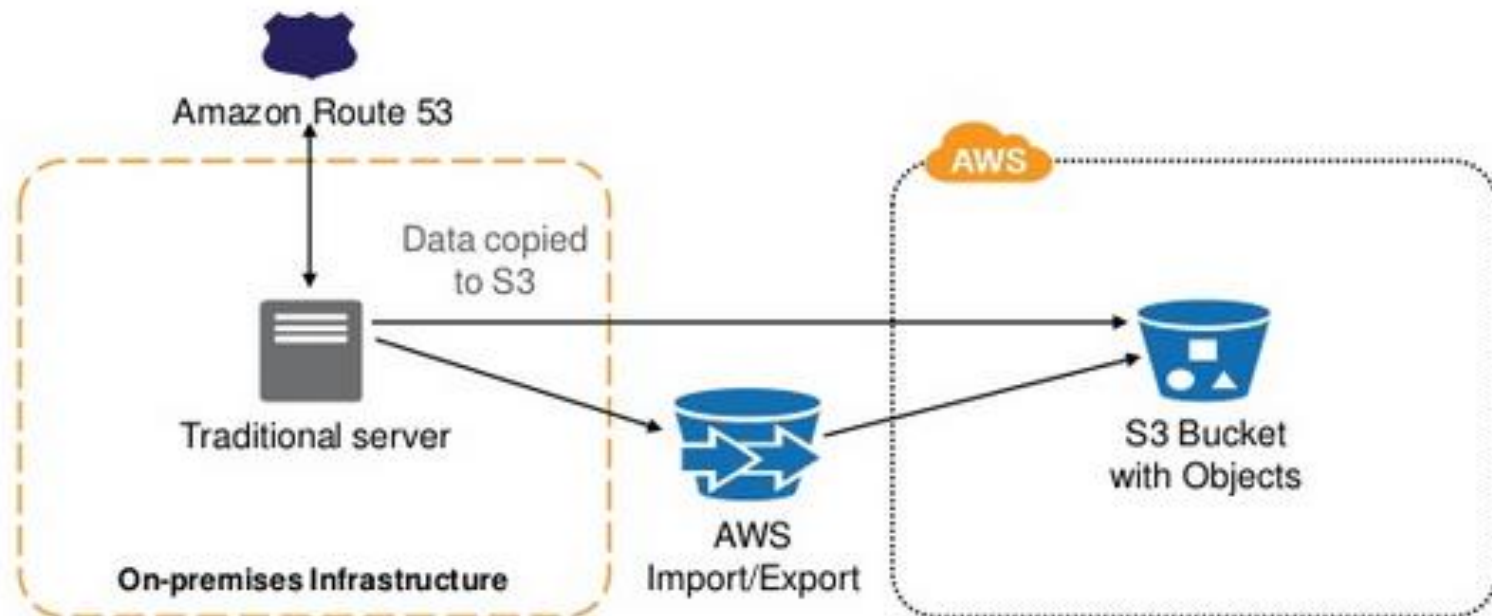 Amazon Route 53
AWS
Data copied
to S3
Traditional server
S3 Bucket
with Objects
AWS
Import/Export
On-premises Infrastructure